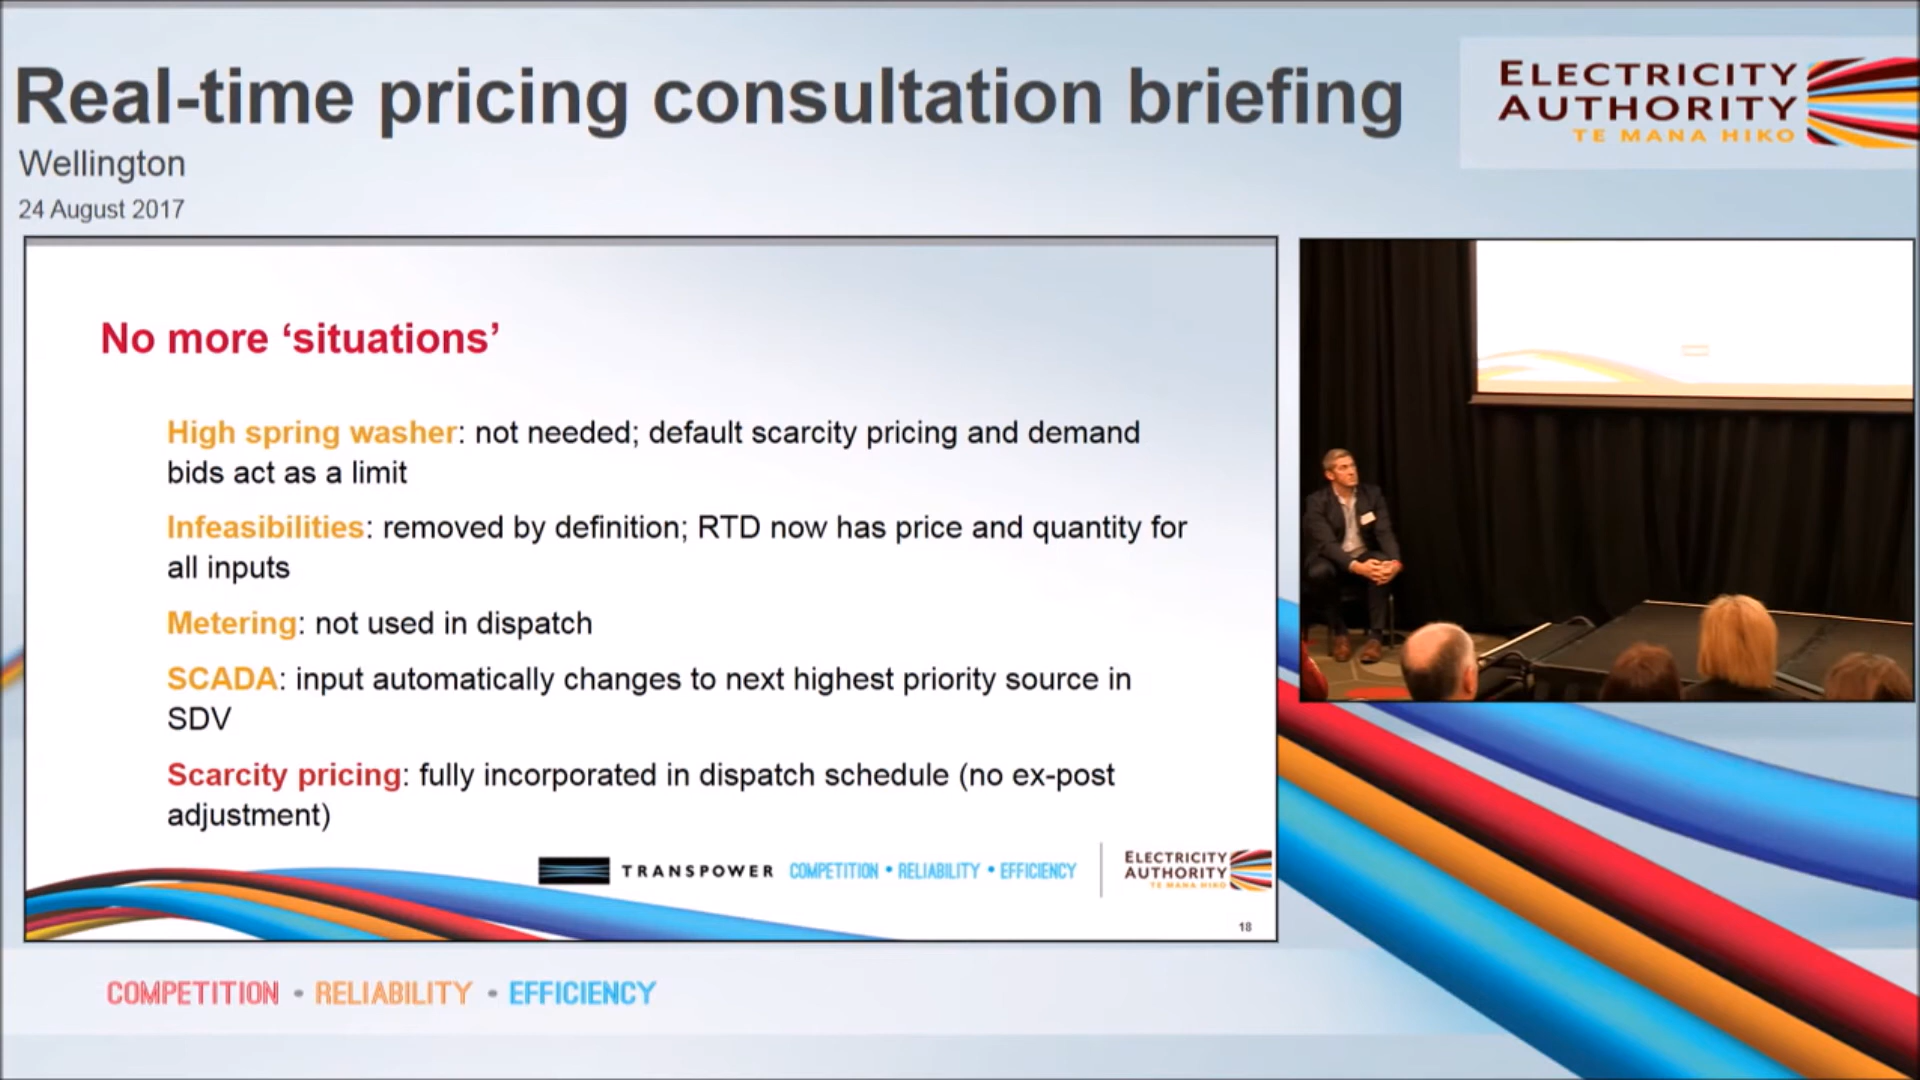 Real-time pricing consultation briefing
Wellington
24 August 2017
ELECTRICITY
AUTHORITY
TE MANA HIKO
No more ‘situations’
High spring washer: not needed; default scarcity pricing and demand
bids act as a limit
Infeasibilities: removed by definition; RTD now has price and quantity for
all inputs
Metering: not used in dispatch
SCADA: input automatically changes to next highest priority source in
SDV
Scarcity pricing: fully incorporated in dispatch schedule (no ex-post
adjustment)
TRANSPOWER COMPETITION • RELIABILITY • EFFICIENCY
ELECTRICITY
AUTHORITY
TE MANA HIKO
18
COMPETITION • RELIABILITY • EFFICIENCY